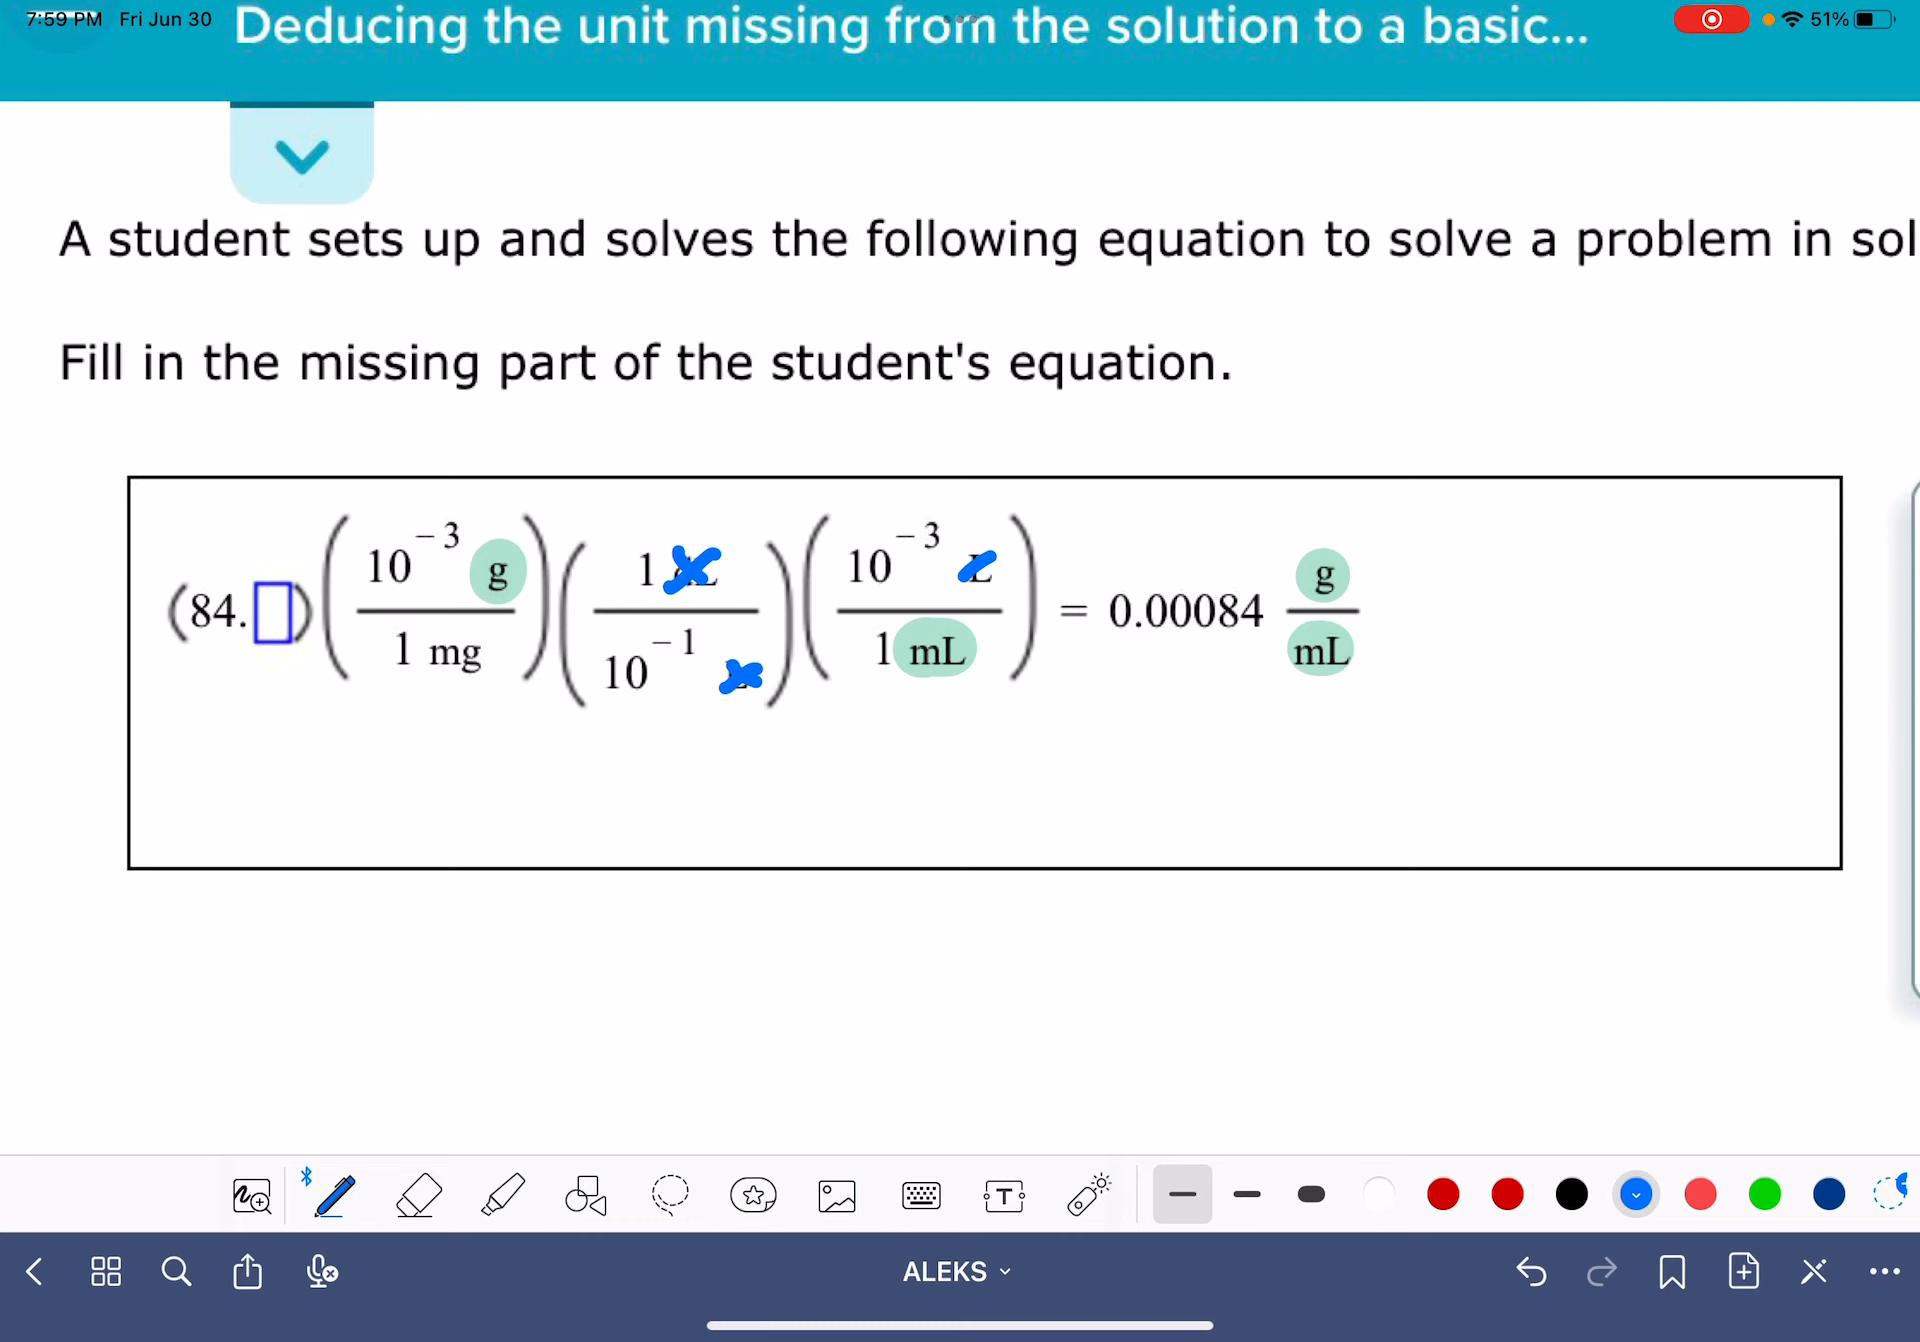 7:59 PM Fri Jun 30
Deducing the unit missing from the solution to a basic...
51%
A student sets up and solves the following equation to solve a problem in sol
Fill in the missing part of the student's equation.
(84.□)(10^-3 g / 1 mg)(1 / 10^-1)(10^-3 L / 1 mL) = 0.00084 g / mL
T
ALEKS